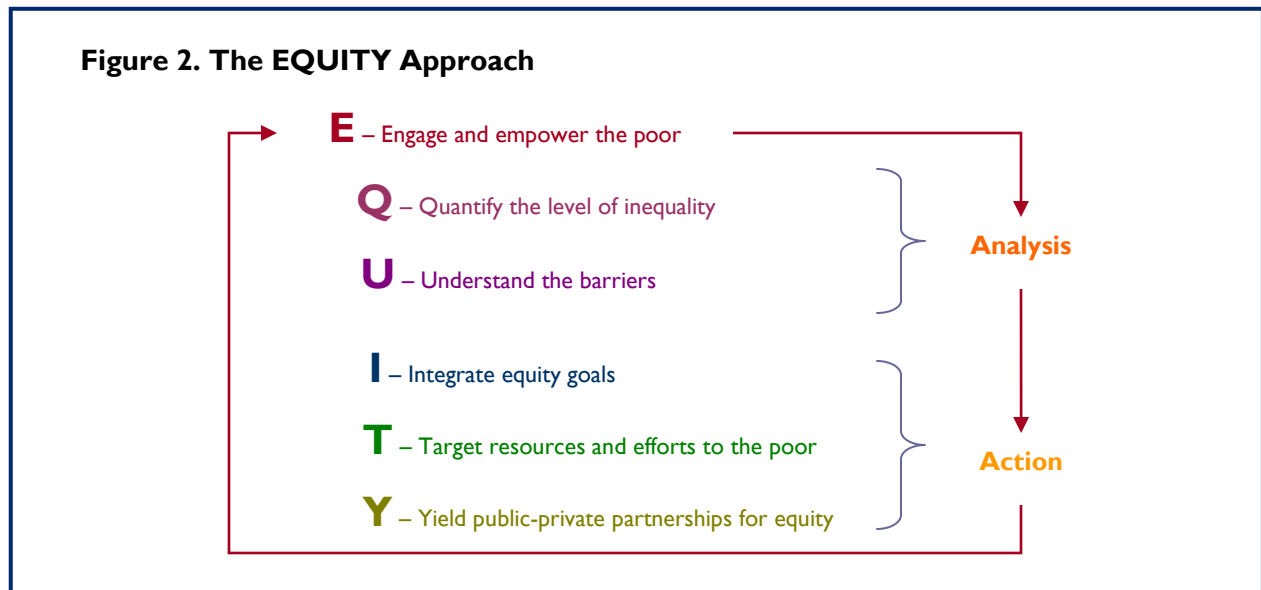 Figure 2. The EQUITY Approach
E – Engage and empower the poor
Q – Quantify the level of inequality
U – Understand the barriers
Analysis
I – Integrate equity goals
T – Target resources and efforts to the poor
Y – Yield public-private partnerships for equity
Action